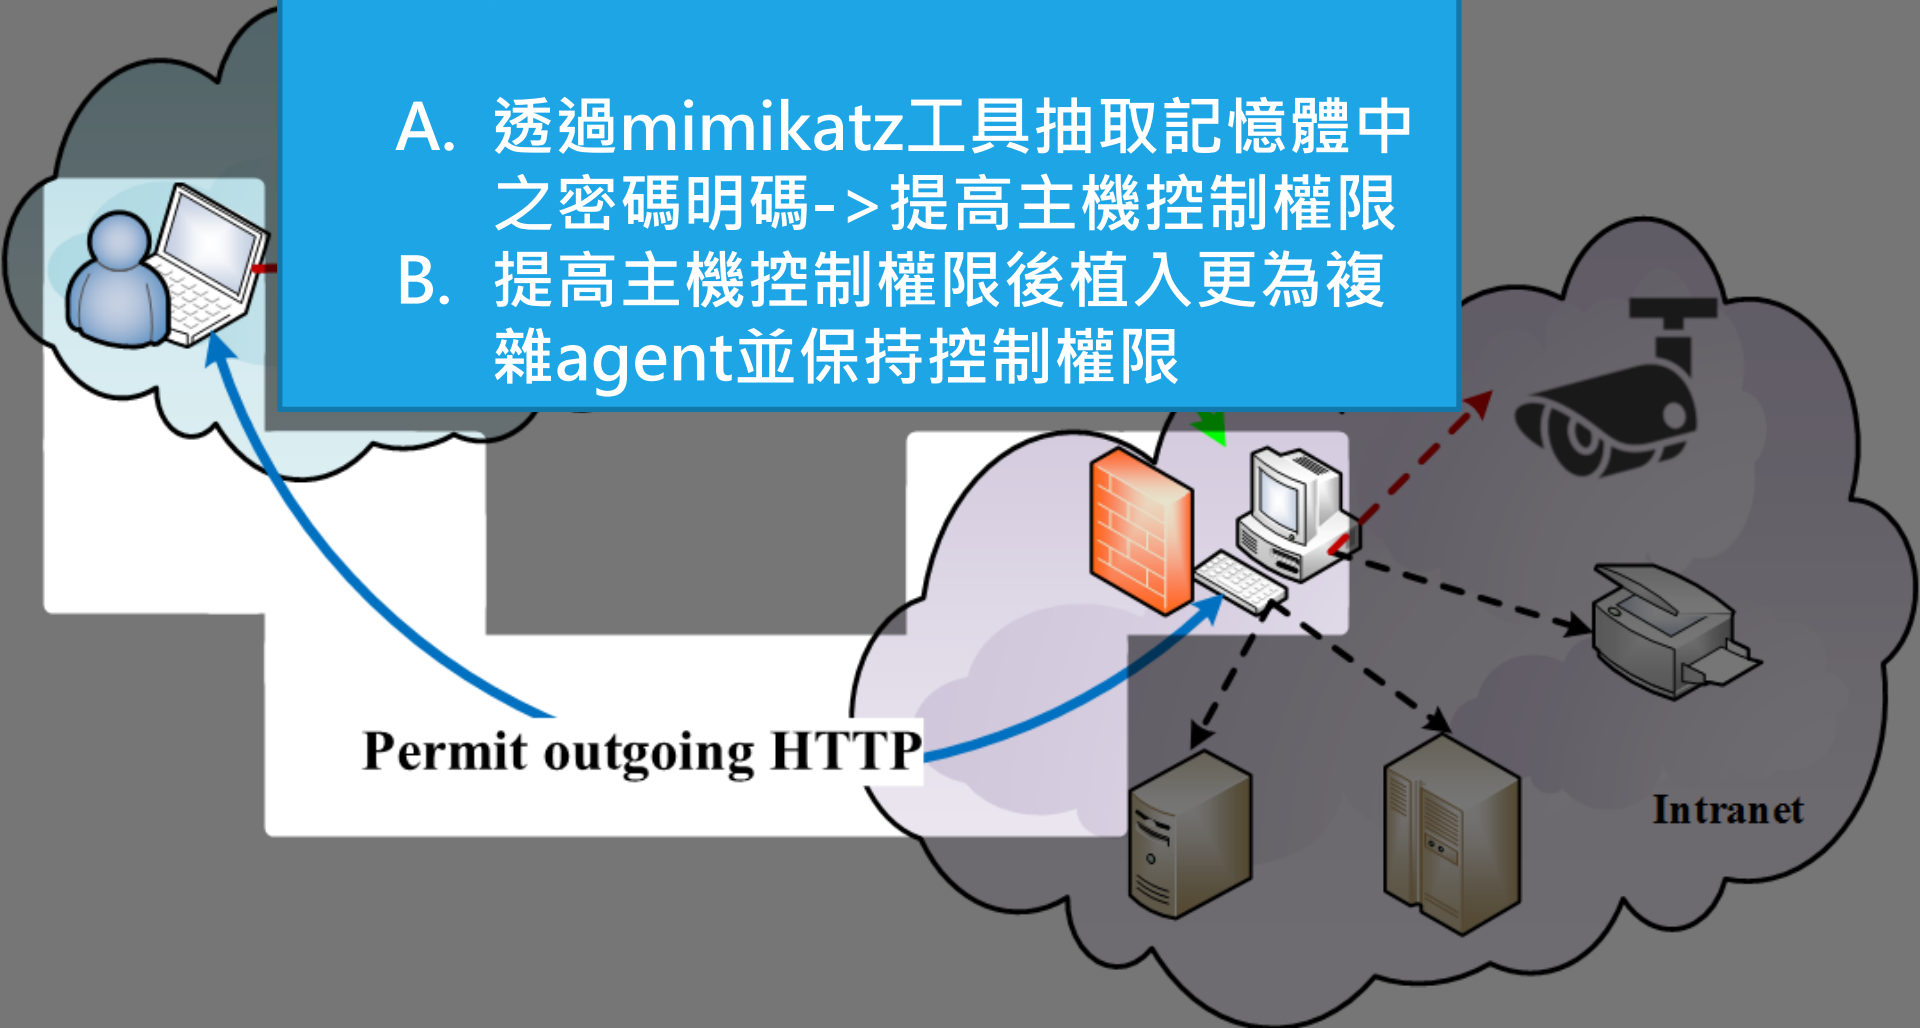 A. 透過mimikatz工具抽取記憶體中
之密碼明碼->提高主機控制權限
B. 提高主機控制權限後植入更為複
雜agent並保持控制權限
Permit outgoing HTTP
Intranet